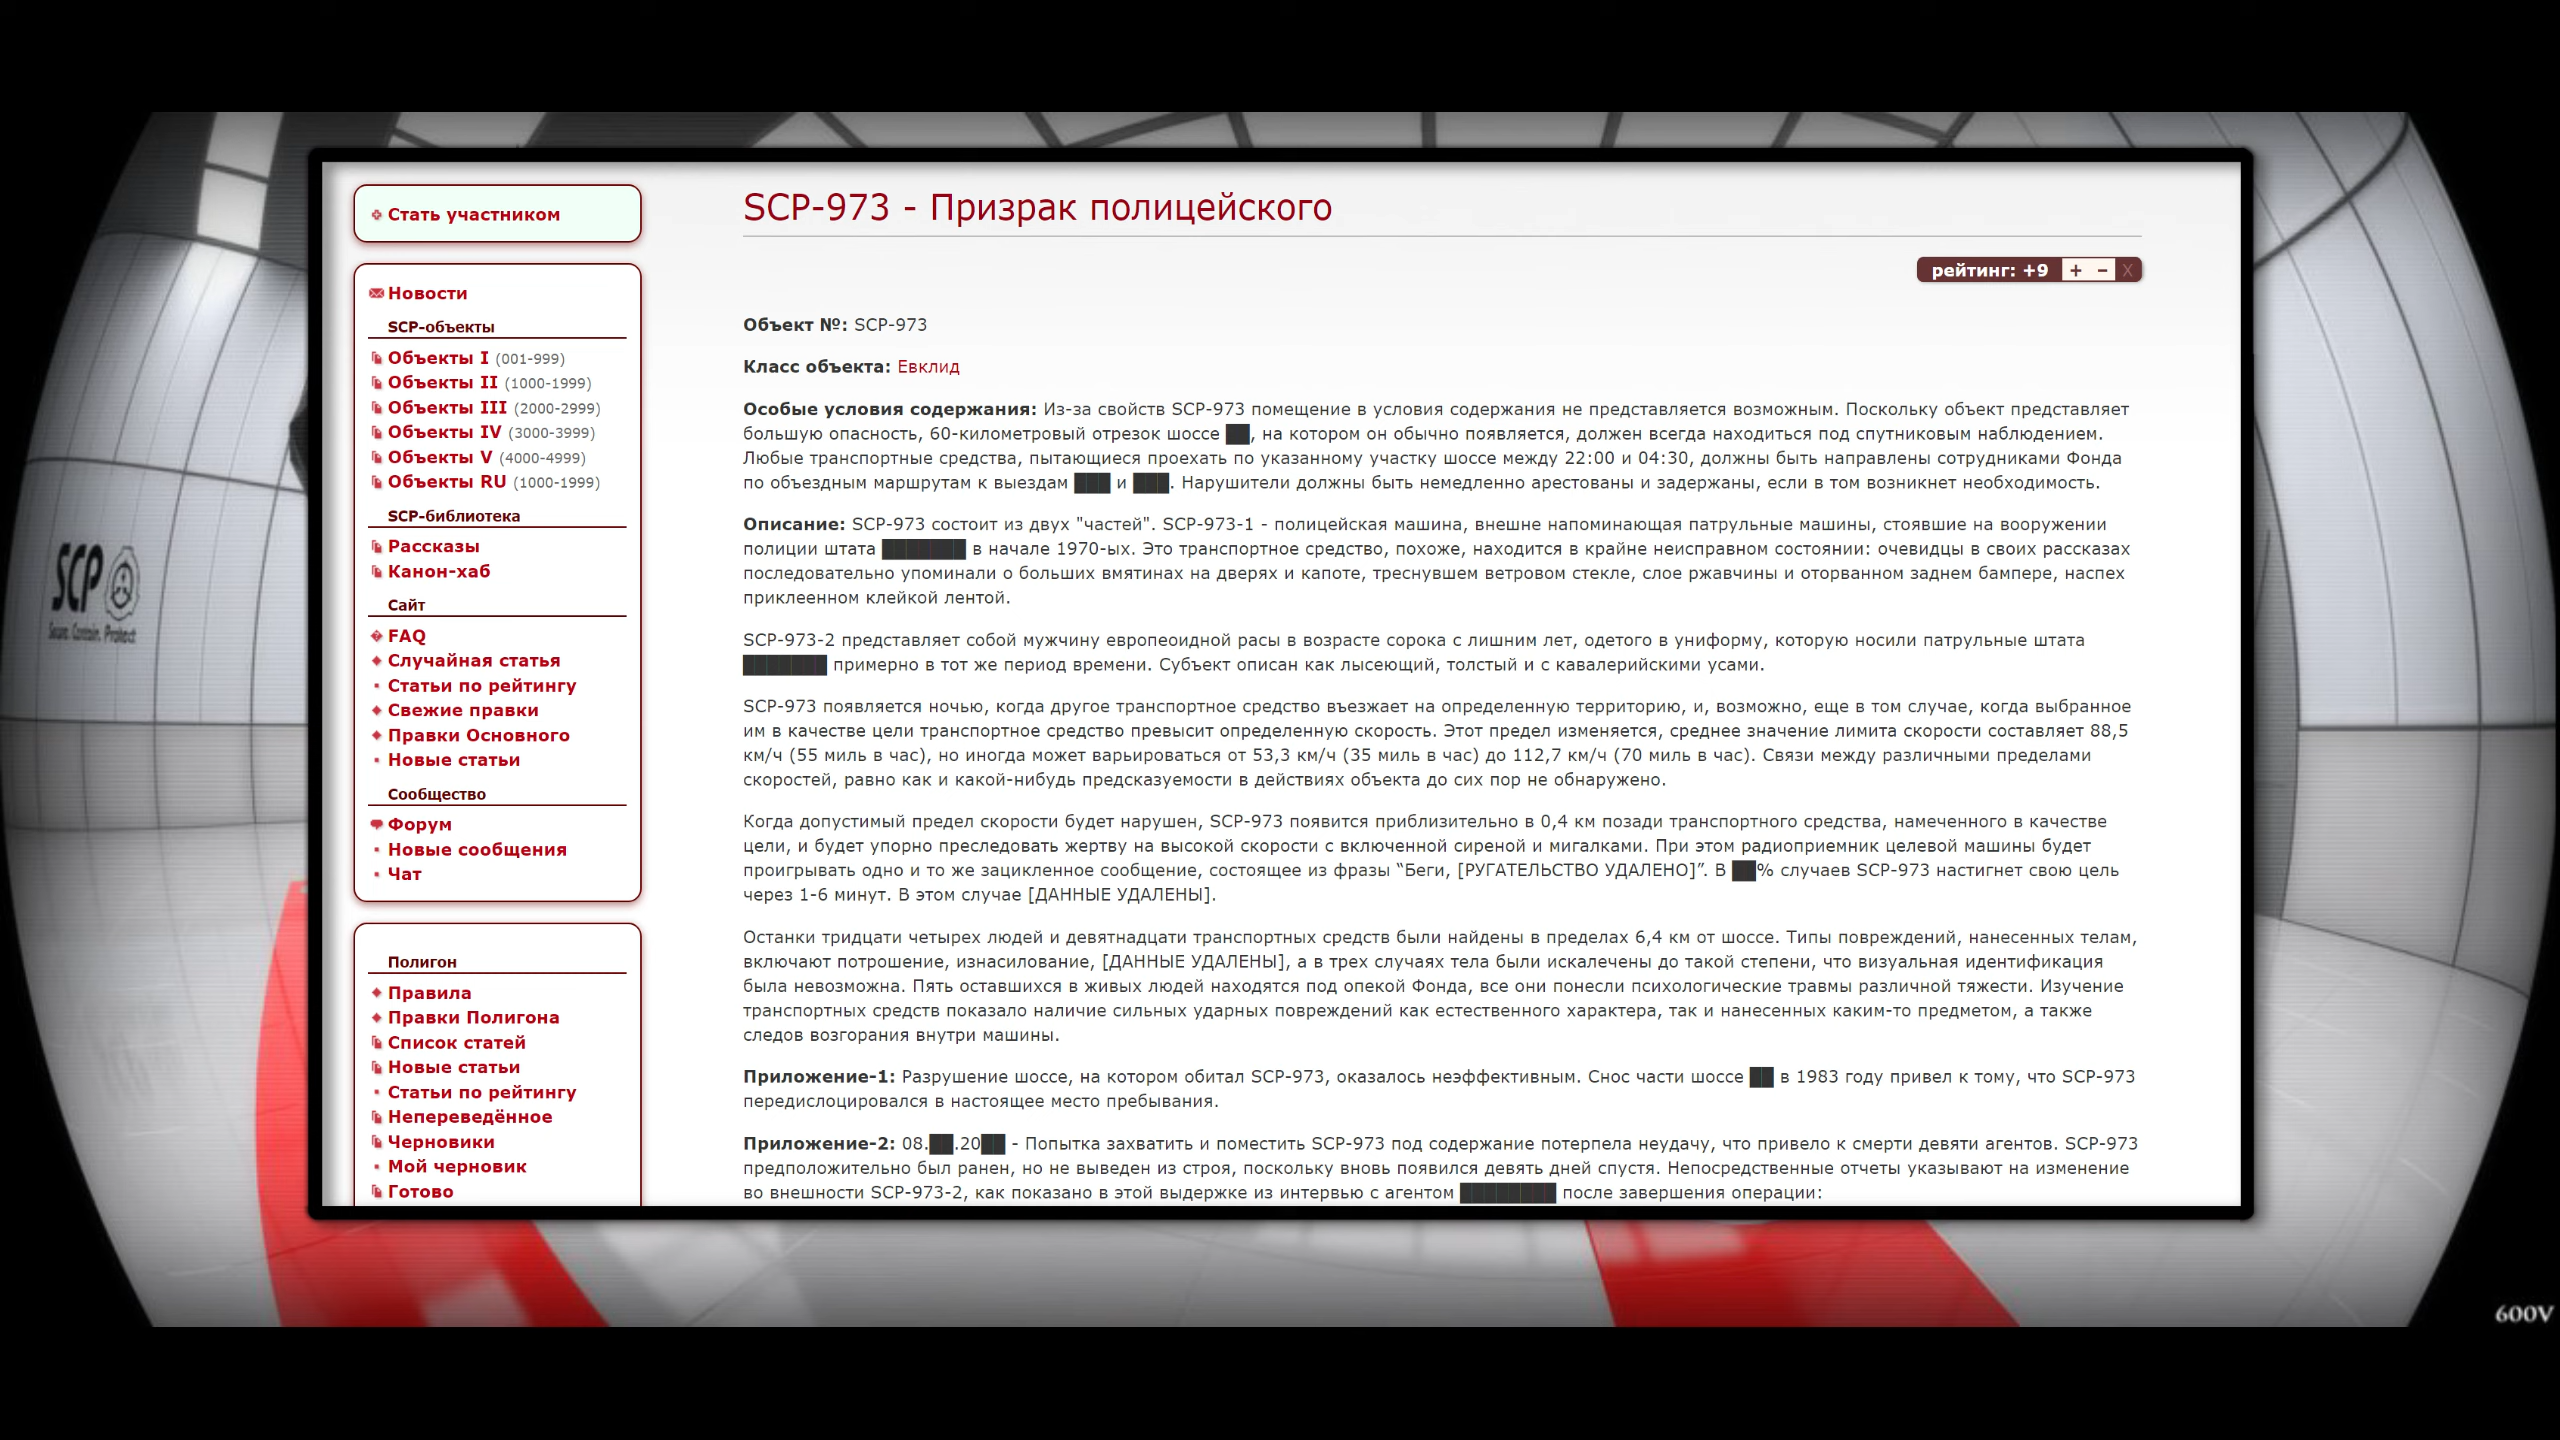 Стать участником
Новости
SCP-объекты
Объекты I (001-999)
Объекты II (1000-1999)
Объекты III (2000-2999)
Объекты IV (3000-3999)
Объекты V (4000-4999)
Объекты RU (1000-1999)
SCP-библиотека
Рассказы
Канон-хаб
Сайт
FAQ
Случайная статья
Статьи по рейтингу
Свежие правки
Правки Основного
Новые статьи
Сообщество
Форум
Новые сообщения
Чат
Полигон
Правила
Правки Полигона
Список статей
Новые статьи
Статьи по рейтингу
Непереведённое
Черновики
Мой черновик
Готово
SCP-973 - Призрак полицейского
рейтинг: +9 + – X
Объект №: SCP-973
Класс объекта: Евклид
Особые условия содержания: Из-за свойств SCP-973 помещение в условия содержания не представляется возможным. Поскольку объект представляет
большую опасность, 60-километровый отрезок шоссе ██, на котором он обычно появляется, должен всегда находиться под спутниковым наблюдением.
Любые транспортные средства, пытающиеся проехать по указанному участку шоссе между 22:00 и 04:30, должны быть направлены сотрудниками Фонда
по объездным маршрутам к выездам ███ и ███. Нарушители должны быть немедленно арестованы и задержаны, если в том возникнет необходимость.
Описание: SCP-973 состоит из двух "частей". SCP-973-1 - полицейская машина, внешне напоминающая патрульные машины, стоявшие на вооружении
полиции штата ███████ в начале 1970-ых. Это транспортное средство, похоже, находится в крайне неисправном состоянии: очевидцы в своих рассказах
последовательно упоминали о больших вмятинах на дверях и капоте, треснувшем ветровом стекле, слое ржавчины и оторванном заднем бампере, наспех
приклеенном клейкой лентой.
SCP-973-2 представляет собой мужчину европеоидной расы в возрасте сорока с лишним лет, одетого в униформу, которую носили патрульные штата
███████ примерно в тот же период времени. Субъект описан как лысеющий, толстый и с кавалерийскими усами.
SCP-973 появляется ночью, когда другое транспортное средство въезжает на определенную территорию, и, возможно, еще в том случае, когда выбранное
им в качестве цели транспортное средство превысит определенную скорость. Этот предел изменяется, среднее значение лимита скорости составляет 88,5
км/ч (55 миль в час), но иногда может варьироваться от 53,3 км/ч (35 миль в час) до 112,7 км/ч (70 миль в час). Связи между различными пределами
скоростей, равно как и какой-нибудь предсказуемости в действиях объекта до сих пор не обнаружено.
Когда допустимый предел скорости будет нарушен, SCP-973 появится приблизительно в 0,4 км позади транспортного средства, намеченного в качестве
цели, и будет упорно преследовать жертву на высокой скорости с включенной сиреной и мигалками. При этом радиоприемник целевой машины будет
проигрывать одно и то же зацикленное сообщение, состоящее из фразы “Беги, [РУГАТЕЛЬСТВО УДАЛЕНО]”. В ██% случаев SCP-973 настигнет свою цель
через 1-6 минут. В этом случае [ДАННЫЕ УДАЛЕНЫ].
Останки тридцати четырех людей и девятнадцати транспортных средств были найдены в пределах 6,4 км от шоссе. Типы повреждений, нанесенных телам,
включают потрошение, изнасилование, [ДАННЫЕ УДАЛЕНЫ], а в трех случаях тела были искалечены до такой степени, что визуальная идентификация
была невозможна. Пять оставшихся в живых людей находятся под опекой Фонда, все они понесли психологические травмы различной тяжести. Изучение
транспортных средств показало наличие сильных ударных повреждений как естественного характера, так и нанесенных каким-то предметом, а также
следов возгорания внутри машины.
Приложение-1: Разрушение шоссе, на котором обитал SCP-973, оказалось неэффективным. Снос части шоссе ██ в 1983 году привел к тому, что SCP-973
передислоцировался в настоящее место пребывания.
Приложение-2: 08.██.20██ - Попытка захватить и поместить SCP-973 под содержание потерпела неудачу, что привело к смерти девяти агентов. SCP-973
предположительно был ранен, но не выведен из строя, поскольку вновь появился девять дней спустя. Непосредственные отчеты указывают на изменение
во внешности SCP-973-2, как показано в этой выдержке из интервью с агентом ████████ после завершения операции:
SCP
Secure. Contain. Protect
600V